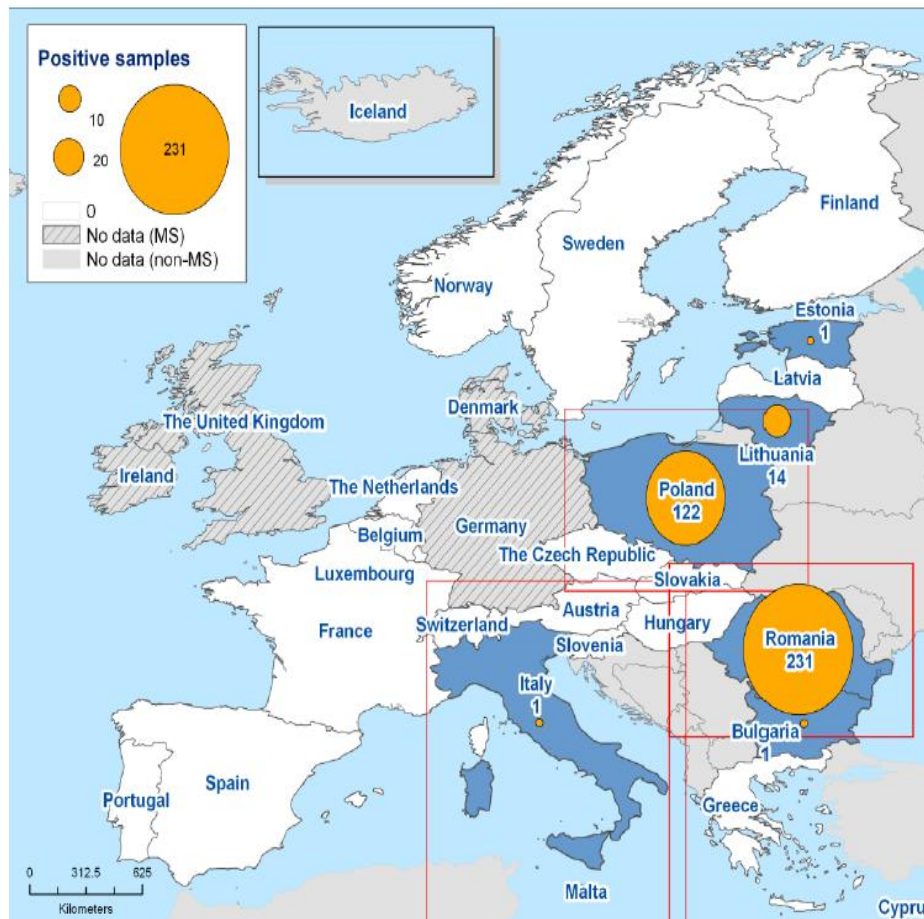 Positive samples
10
20
231
0
No data (MS)
No data (non-MS)
Iceland
Finland
Sweden
Norway
Estonia
1
Latvia
Denmark
The United Kingdom
Lithuania
14
Ireland
The Netherlands
Poland
122
Germany
Belgium
The Czech Republic
Luxembourg
Slovakia
Austria
France
Switzerland
Hungary
Slovenia
Romania
231
Italy
1
Bulgaria
1
Spain
Portugal
Greece
0 312.5 625
Kilometers
Malta
Cypru